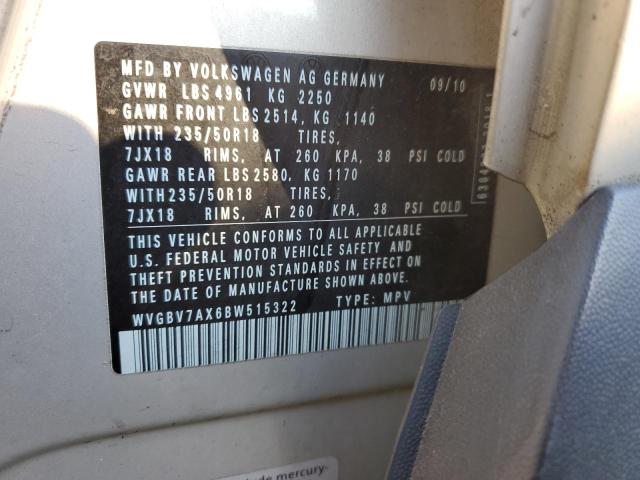 MFD BY VOLKSWAGEN AG GERMANY 09/10
GVWR LBS 4961 KG 2250
GAWR FRONT LBS 2514, KG 1140
WITH 235/50R18 TIRES,
7JX18 RIMS, AT 260 KPA, 38 PSI COLD
GAWR REAR LBS 2580, KG 1170
WITH 235/50R18 TIRES,
7JX18 RIMS, AT 260 KPA, 38 PSI COLD
THIS VEHICLE CONFORMS TO ALL APPLICABLE
U.S. FEDERAL MOTOR VEHICLE SAFETY AND
THEFT PREVENTION STANDARDS IN EFFECT ON
THE DATE OF MANUFACTURE SHOWN ABOVE.
WVGBV7AX6BW515322 TYPE: MPV
mercury-